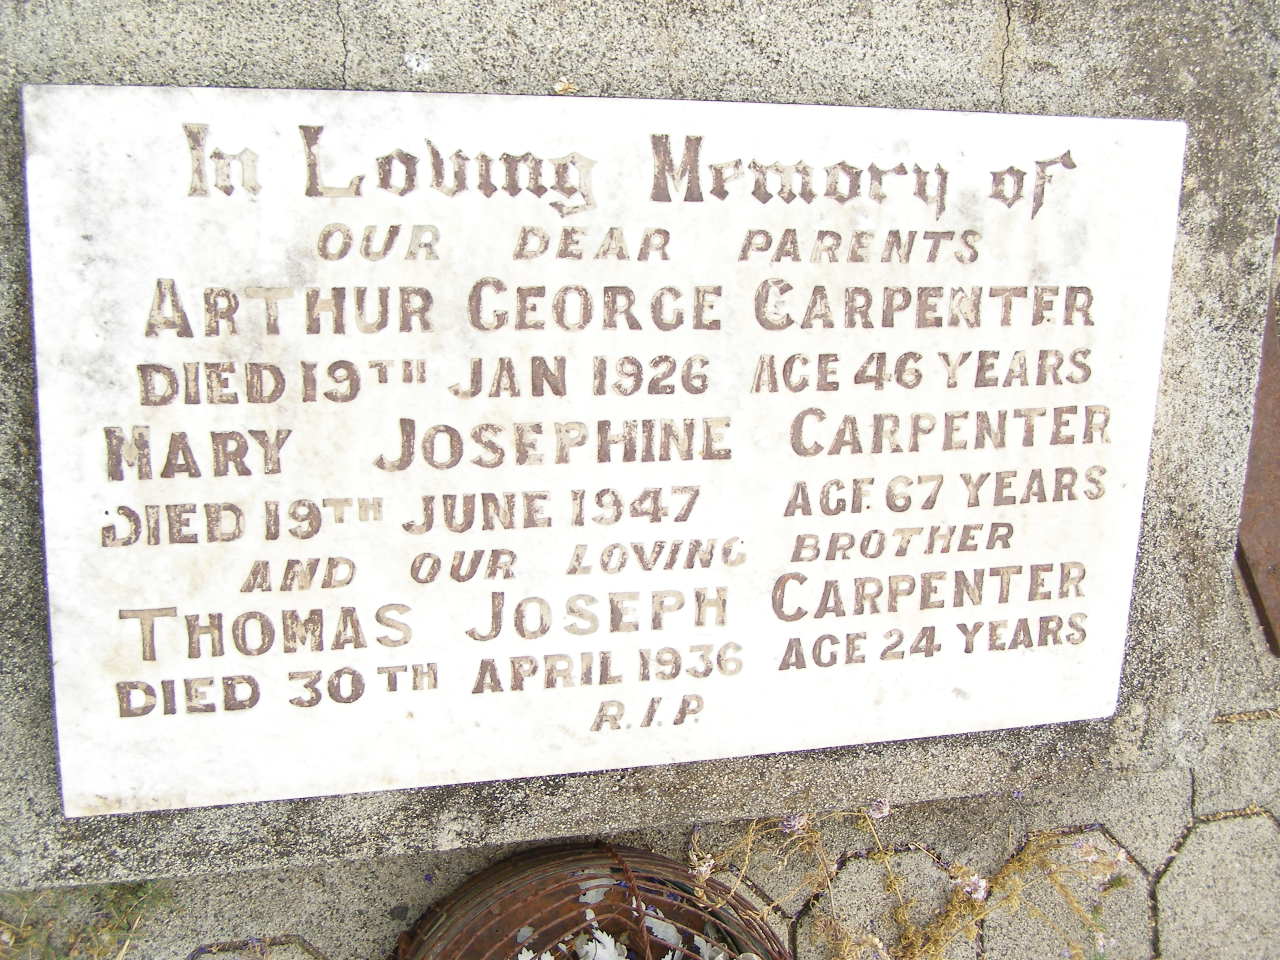 In Loving Memory of
OUR DEAR PARENTS
ARTHUR GEORGE CARPENTER
DIED 19TH JAN 1926 AGE 46 YEARS
MARY JOSEPHINE CARPENTER
DIED 19TH JUNE 1947 AGE 67 YEARS
AND OUR LOVING BROTHER
THOMAS JOSEPH CARPENTER
DIED 30TH APRIL 1936 AGE 24 YEARS
R.I.P.